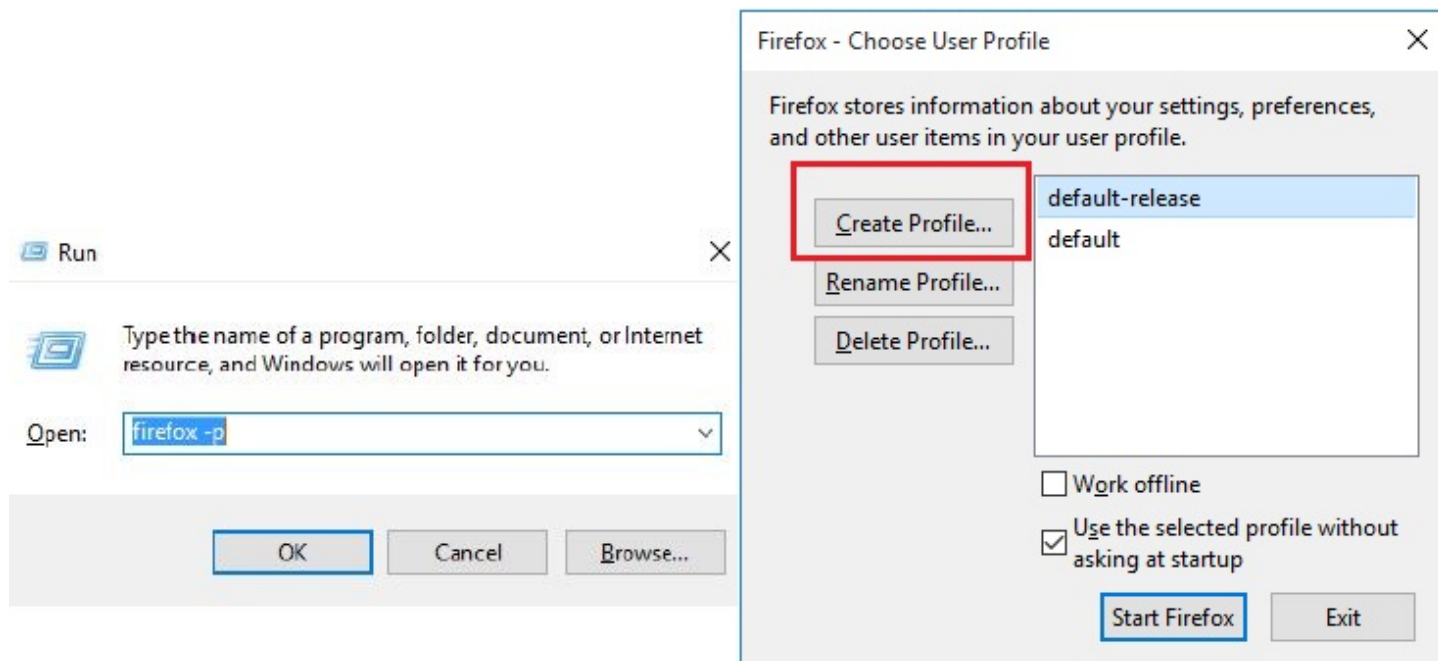 Run
Type the name of a program, folder, document, or Internet
resource, and Windows will open it for you.
Open:
firefox -p
OK
Cancel
Browse...
Firefox - Choose User Profile
Firefox stores information about your settings, preferences,
and other user items in your user profile.
Create Profile...
Rename Profile...
Delete Profile...
default-release
default
Work offline
Use the selected profile without
asking at startup
Start Firefox
Exit